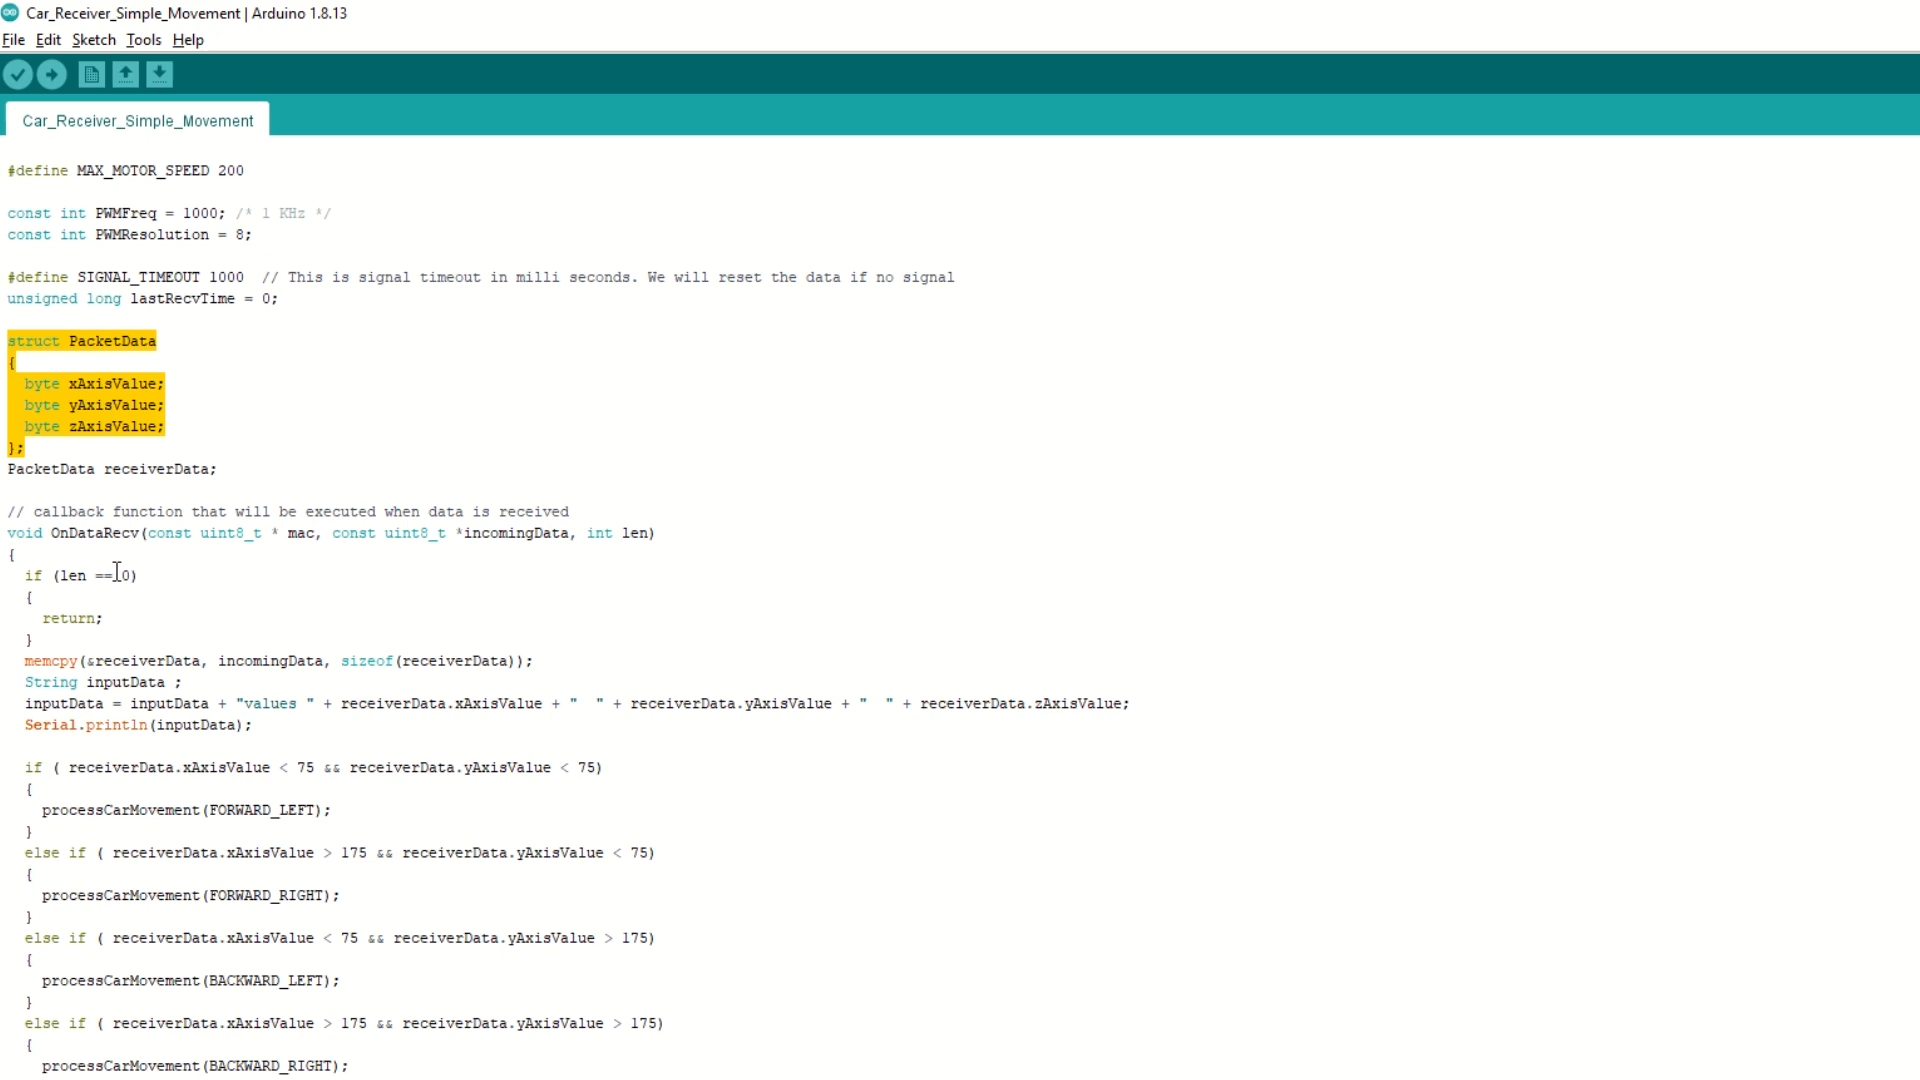 Car_Receiver_Simple_Movement | Arduino 1.8.13
File Edit Sketch Tools Help
Car_Receiver_Simple_Movement
#define MAX_MOTOR_SPEED 200
const int PWMFreq = 1000; /* 1 KHz */
const int PWMResolution = 8;
#define SIGNAL_TIMEOUT 1000  // This is signal timeout in milli seconds. We will reset the data if no signal
unsigned long lastRecvTime = 0;
struct PacketData
{
  byte xAxisValue;
  byte yAxisValue;
  byte zAxisValue;
};
PacketData receiverData;
// callback function that will be executed when data is received
void OnDataRecv(const uint8_t * mac, const uint8_t *incomingData, int len)
{
  if (len == 0)
  {
    return;
  }
  memcpy(&receiverData, incomingData, sizeof(receiverData));
  String inputData ;
  inputData = inputData + "values " + receiverData.xAxisValue + "  " + receiverData.yAxisValue + "  " + receiverData.zAxisValue;
  Serial.println(inputData);
  if ( receiverData.xAxisValue < 75 && receiverData.yAxisValue < 75)
  {
    processCarMovement(FORWARD_LEFT);
  }
  else if ( receiverData.xAxisValue > 175 && receiverData.yAxisValue < 75)
  {
    processCarMovement(FORWARD_RIGHT);
  }
  else if ( receiverData.xAxisValue < 75 && receiverData.yAxisValue > 175)
  {
    processCarMovement(BACKWARD_LEFT);
  }
  else if ( receiverData.xAxisValue > 175 && receiverData.yAxisValue > 175)
  {
    processCarMovement(BACKWARD_RIGHT);